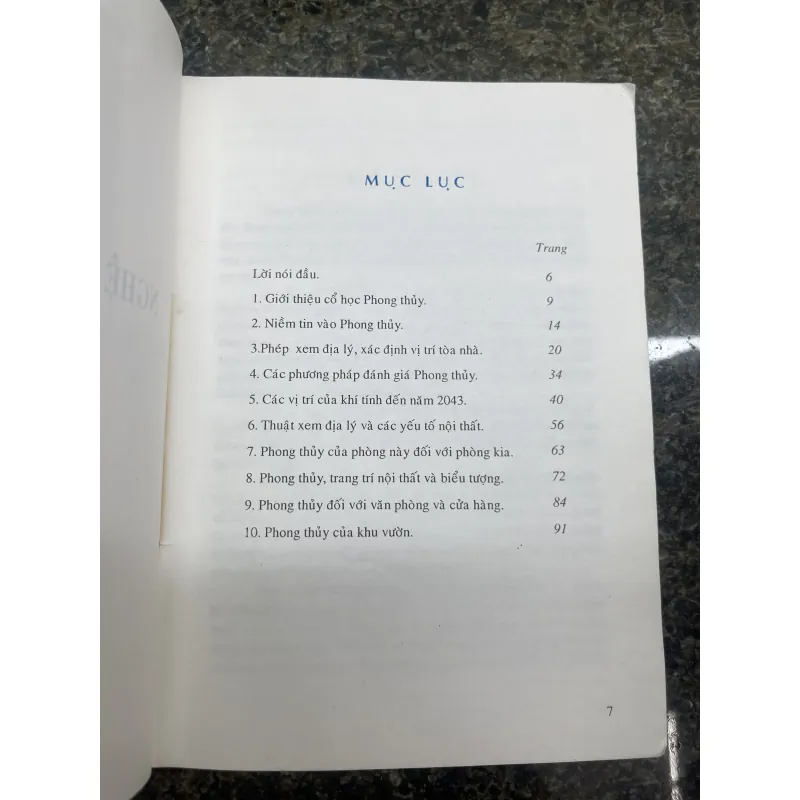 MỤC LỤC
Trang
Lời nói đầu. 6
1. Giới thiệu cổ học Phong thủy. 9
2. Niềm tin vào Phong thủy. 14
3.Phép xem địa lý, xác định vị trí tòa nhà. 20
4. Các phương pháp đánh giá Phong thủy. 34
5. Các vị trí của khí tính đến năm 2043. 40
6. Thuật xem địa lý và các yếu tố nội thất. 56
7. Phong thủy của phòng này đối với phòng kia. 63
8. Phong thủy, trang trí nội thất và biểu tượng. 72
9. Phong thủy đối với văn phòng và cửa hàng. 84
10. Phong thủy của khu vườn. 91
7